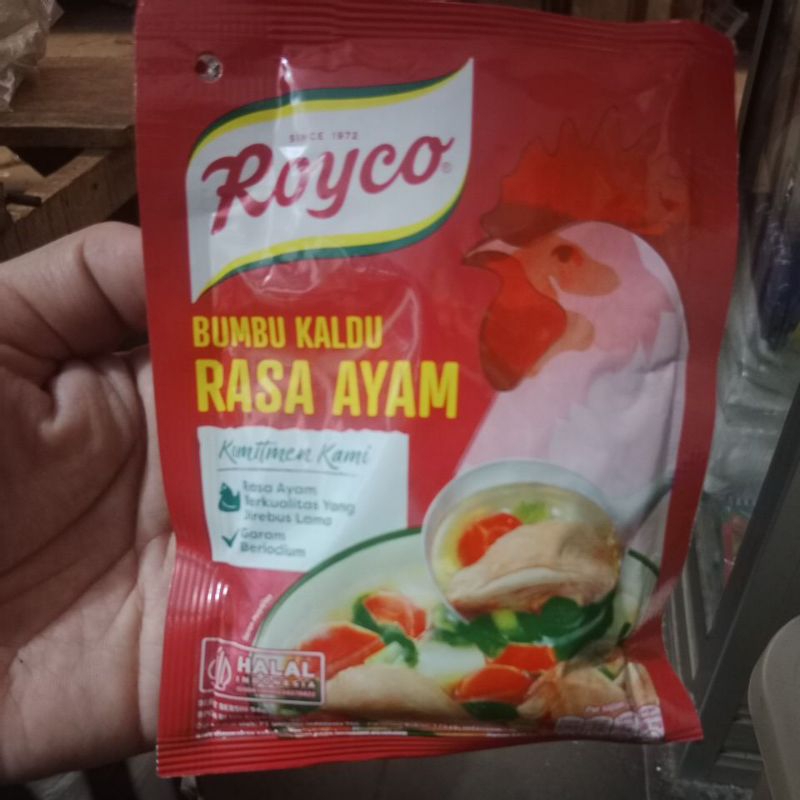 SINCE 1972
Royco®
BUMBU KALDU
RASA AYAM
Komitmen Kami
Rasa Ayam
Berkualitas Yang
Direbus Lama
Garam
Beriodium
HALAL
INDONESIA